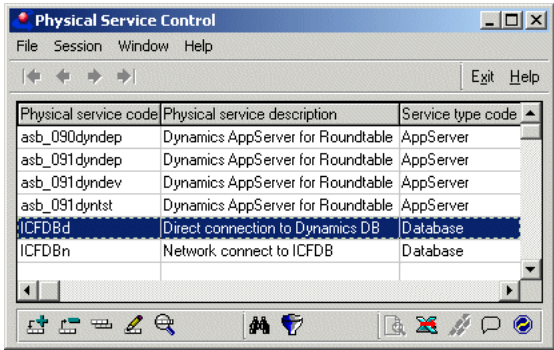 Physical Service Control
File Session Window Help
Exit Help
Physical service code Physical service description Service type code
asb_090dyndep Dynamics AppServer for Roundtable AppServer
asb_091dyndep Dynamics AppServer for Roundtable AppServer
asb_091dyndev Dynamics AppServer for Roundtable AppServer
asb_091dyntst Dynamics AppServer for Roundtable AppServer
ICFDBd Direct connection to Dynamics DB Database
ICFDBn Network connect to ICFDB Database